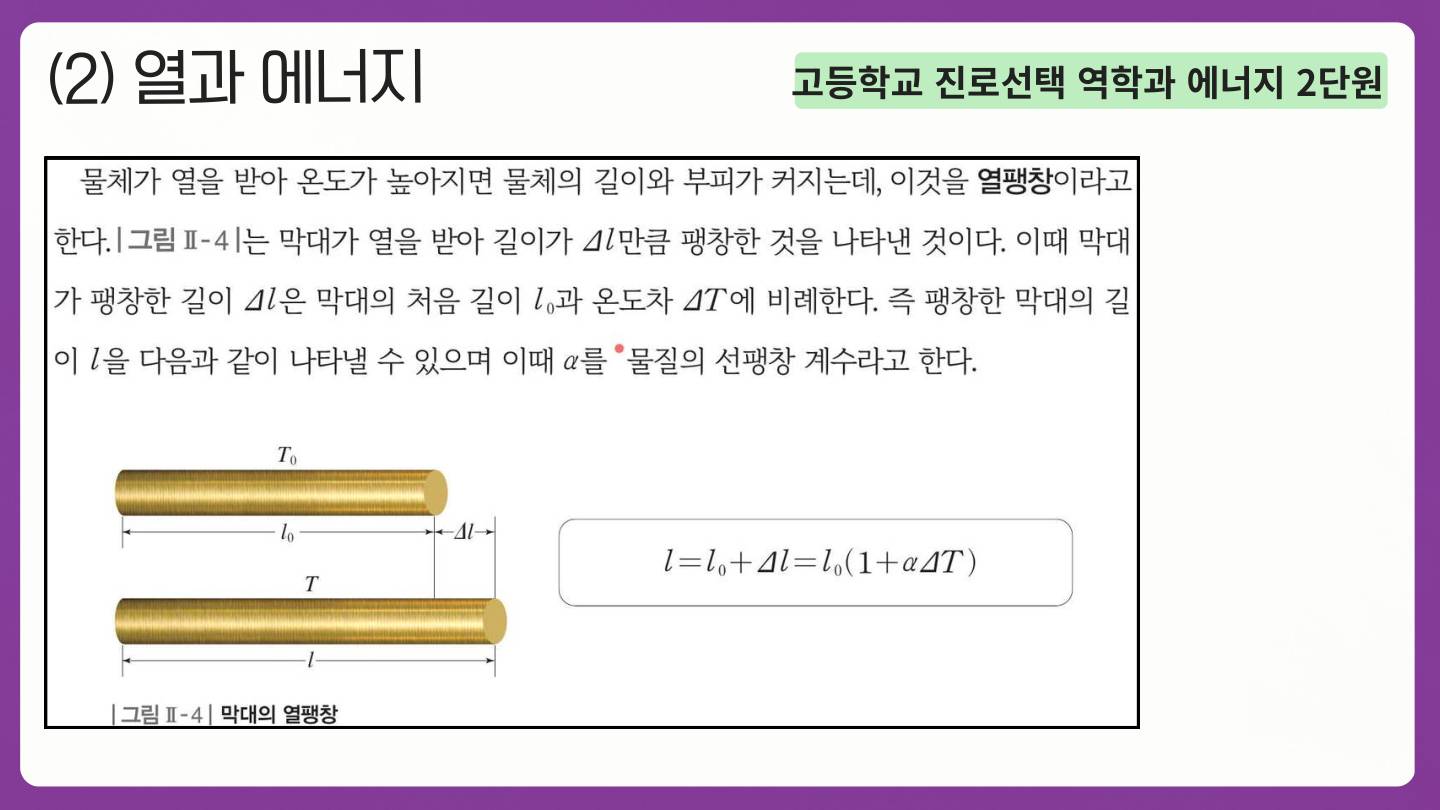 (2) 열과 에너지
고등학교 진로선택 역학과 에너지 2단원
물체가 열을 받아 온도가 높아지면 물체의 길이와 부피가 커지는데, 이것을 열팽창이라고
한다.|그림 Ⅱ-4|는 막대가 열을 받아 길이가 Δl만큼 팽창한 것을 나타낸 것이다. 이때 막대
가 팽창한 길이 Δl은 막대의 처음 길이 l₀과 온도차 ΔT에 비례한다. 즉 팽창한 막대의 길
이 l을 다음과 같이 나타낼 수 있으며 이때 α를 물질의 선팽창 계수라고 한다.
T₀
l₀ Δl
T
l
l=l₀+Δl=l₀(1+αΔT)
|그림 Ⅱ-4| 막대의 열팽창